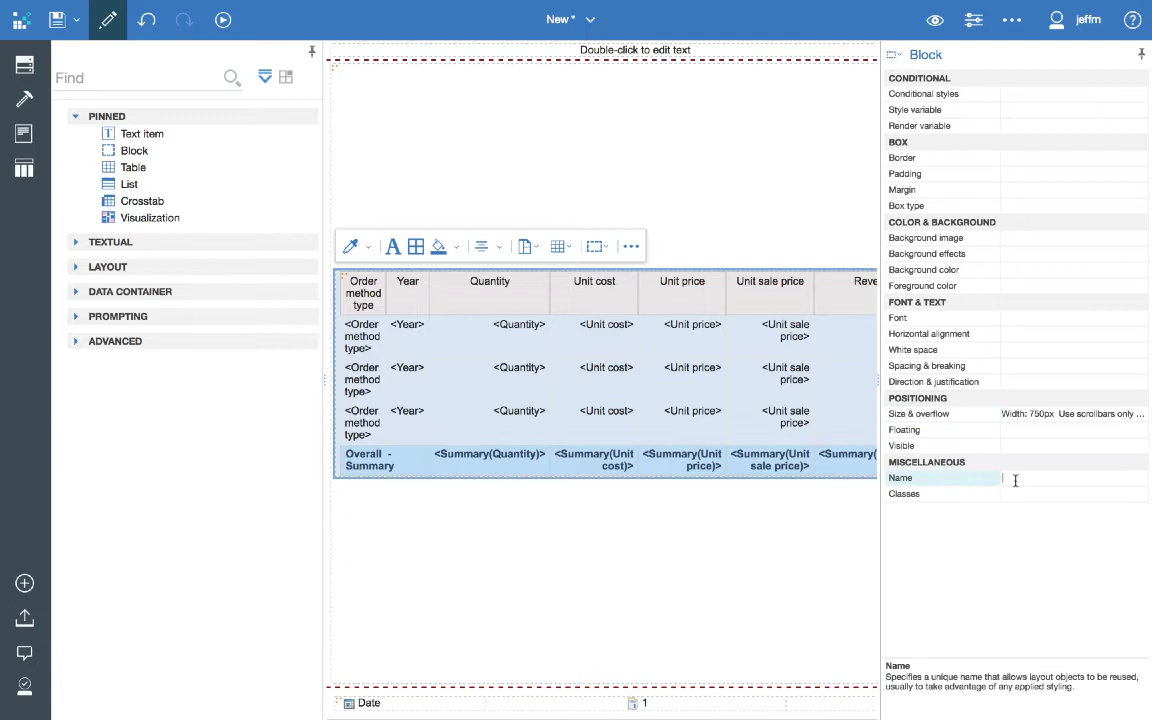 New *
jeffm
Find
PINNED
Text item
Block
Table
List
Crosstab
Visualization
TEXTUAL
LAYOUT
DATA CONTAINER
PROMPTING
ADVANCED
Double-click to edit text
Order method type
Year
Quantity
Unit cost
Unit price
Unit sale price
Reve
<Order method type>
<Year>
<Quantity>
<Unit cost>
<Unit price>
<Unit sale price>
<Order method type>
<Year>
<Quantity>
<Unit cost>
<Unit price>
<Unit sale price>
<Order method type>
<Year>
<Quantity>
<Unit cost>
<Unit price>
<Unit sale price>
Overall - Summary
<Summary(Quantity)>
<Summary(Unit cost)>
<Summary(Unit price)>
<Summary(Unit sale price)>
<Summary(
Date
1
Block
CONDITIONAL
Conditional styles
Style variable
Render variable
BOX
Border
Padding
Margin
Box type
COLOR & BACKGROUND
Background image
Background effects
Background color
Foreground color
FONT & TEXT
Font
Horizontal alignment
White space
Spacing & breaking
Direction & justification
POSITIONING
Size & overflow Width: 750px Use scrollbars only ...
Floating
Visible
MISCELLANEOUS
Name
Classes
Name
Specifies a unique name that allows layout objects to be reused,
usually to take advantage of any applied styling.